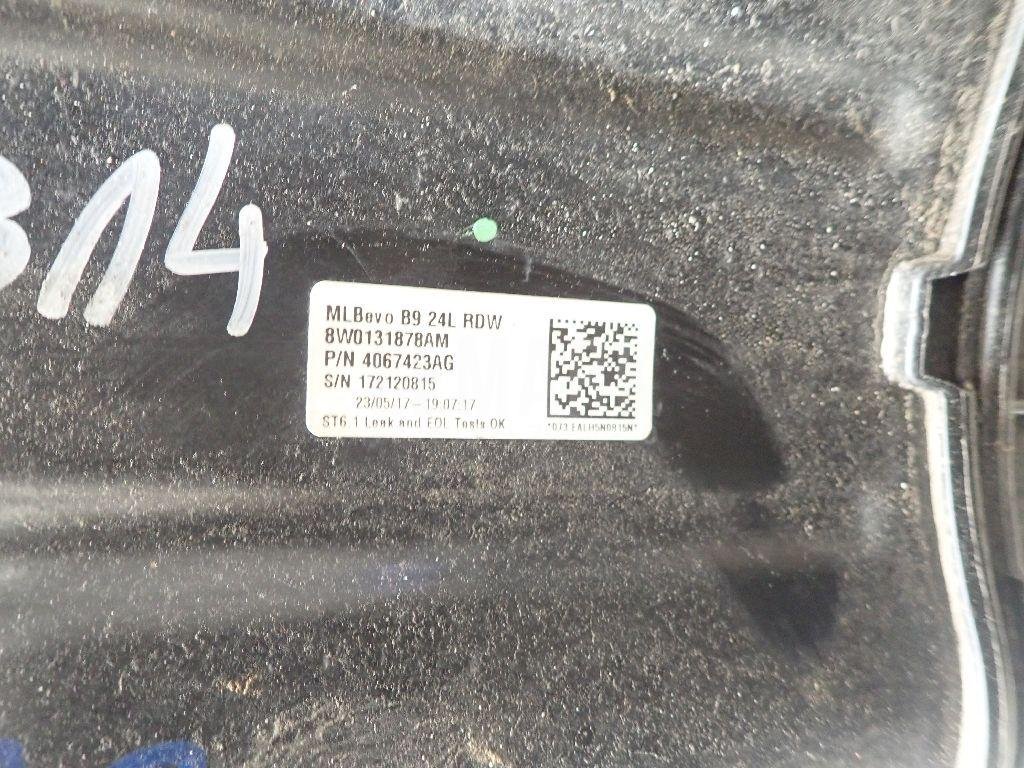 314
MLBevo B9 24L RDW
8W0131878AM
P/N 4067423AG
S/N 172120815
23/05/17-19:07:17
ST6.1 Leak and EOL Tests OK
*073